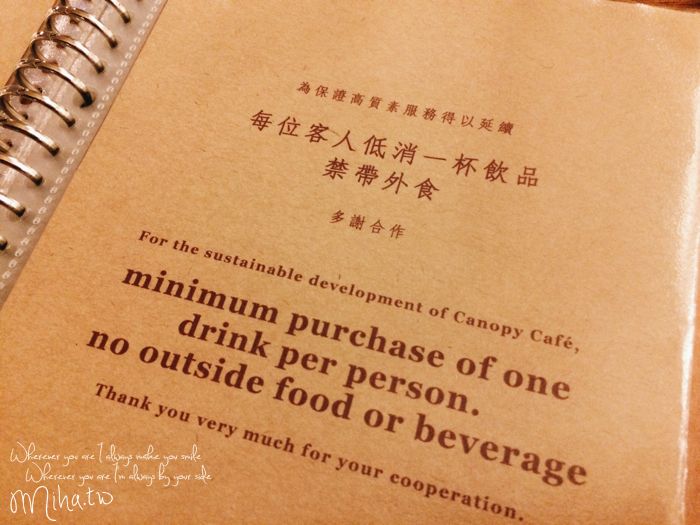 為保證高質素服務得以延續
每位客人低消一杯飲品
禁帶外食
多謝合作
For the sustainable development of Canopy Café,
minimum purchase of one
drink per person.
no outside food or beverage
Thank you very much for your cooperation.
Wherever you are I always make you smile
Wherever you are I'm always by your side
Miha.tw